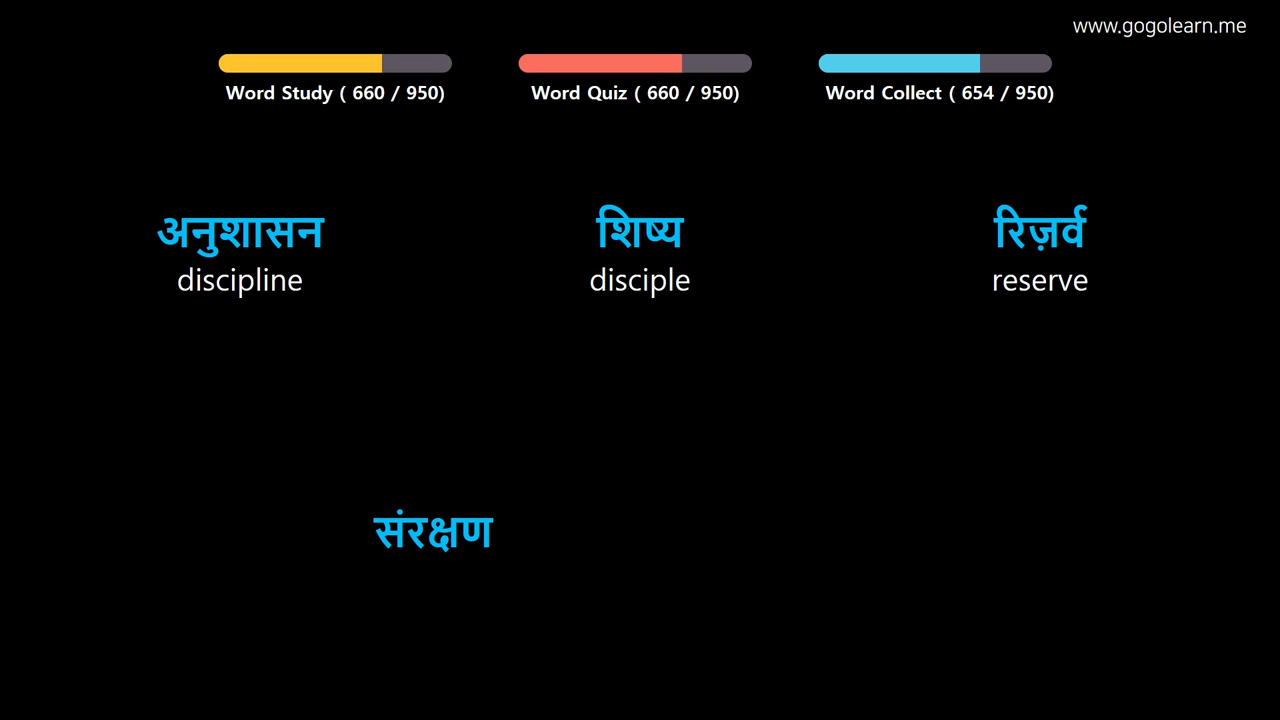 www.gogolearn.me
Word Study ( 660 / 950)
Word Quiz ( 660 / 950)
Word Collect ( 654 / 950)
अनुशासन
discipline
शिष्य
disciple
रिज़र्व
reserve
संरक्षण